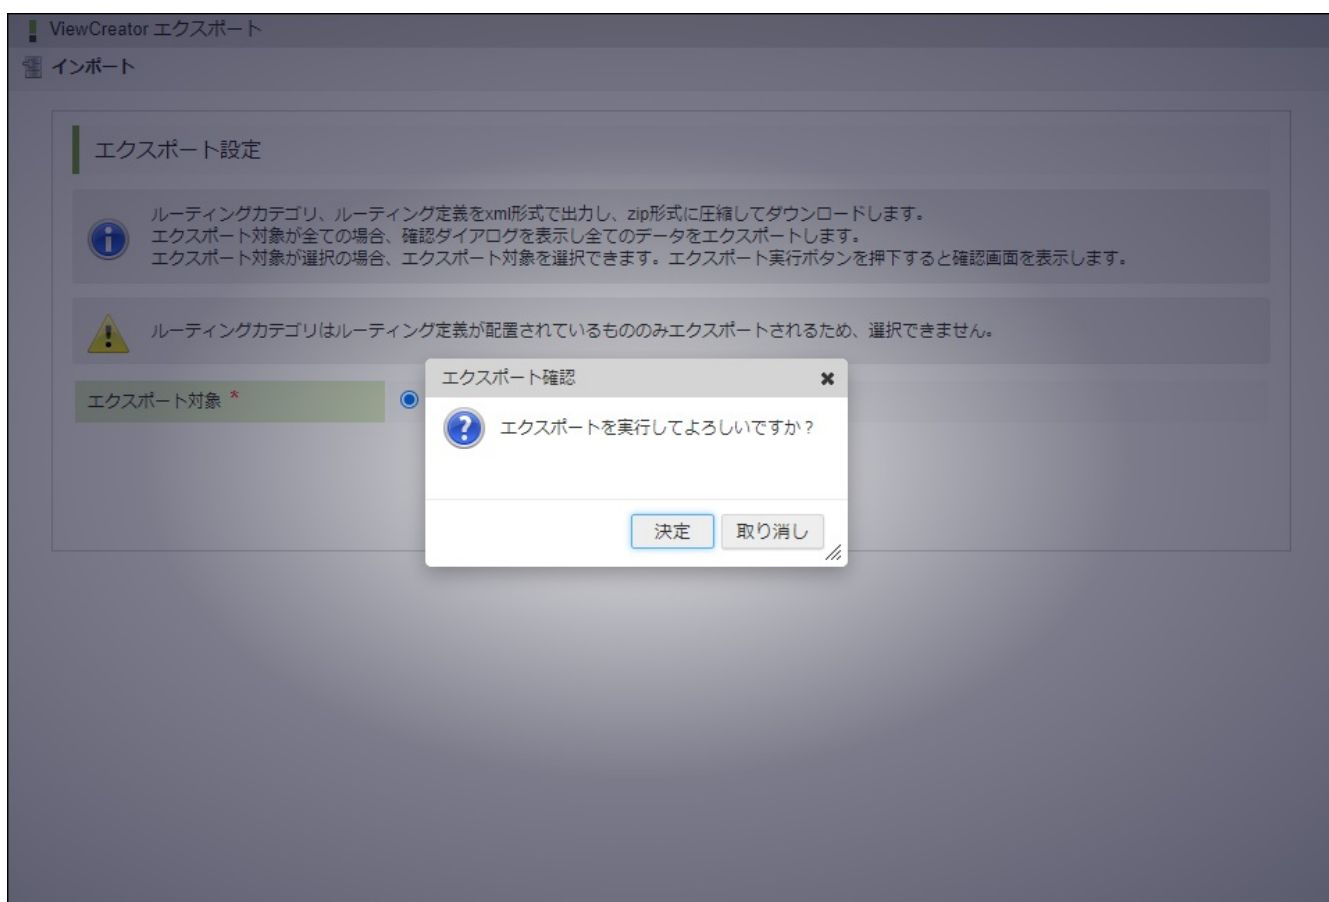 ViewCreator エクスポート
インポート
エクスポート設定
ルーティングカテゴリ、ルーティング定義をxml形式で出力し、zip形式に圧縮してダウンロードします。
エクスポート対象が全ての場合、確認ダイアログを表示し全てのデータをエクスポートします。
エクスポート対象が選択の場合、エクスポート対象を選択できます。エクスポート実行ボタンを押下すると確認画面を表示します。
ルーティングカテゴリはルーティング定義が配置されているもののみエクスポートされるため、選択できません。
エクスポート対象 *
エクスポート確認
エクスポートを実行してよろしいですか？
決定 取り消し